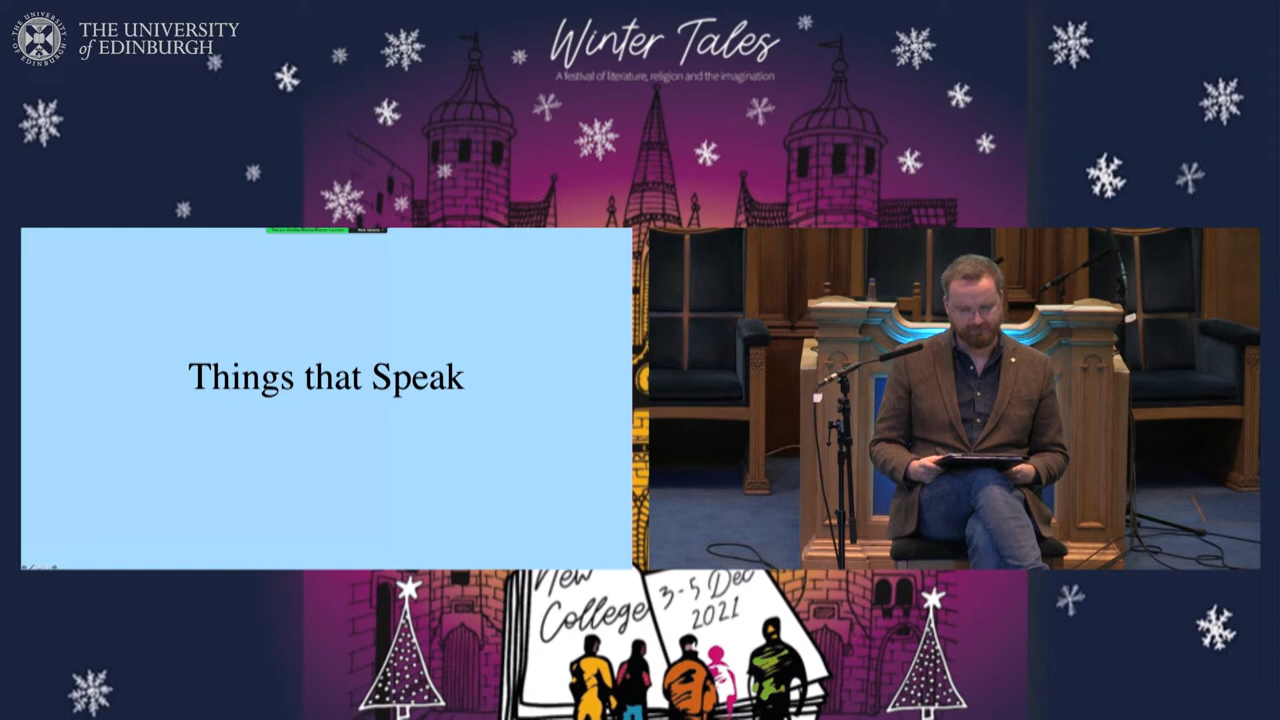 THE UNIVERSITY
of EDINBURGH
Winter Tales
A festival of literature, religion and the imagination
Things that Speak
New
College
3-5 Dec
2021